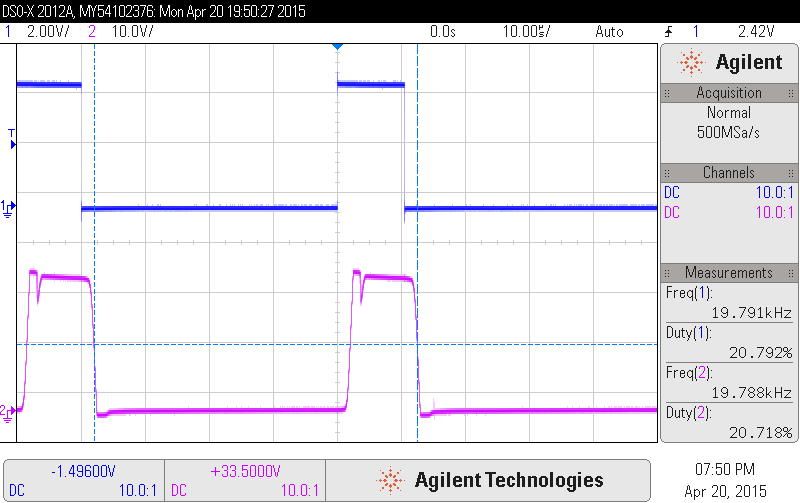 DSO-X 2012A, MY54102376: Mon Apr 20 19:50:27 2015
1 2.00V/ 2 10.0V/ 0.0s 10.00us/ Auto 1 2.42V
Agilent
Acquisition
Normal
500MSa/s
Channels
DC 10.0:1
DC 10.0:1
Measurements
Freq(1):
19.791kHz
Duty(1):
20.792%
Freq(2):
19.788kHz
Duty(2):
20.718%
T
1
2
-1.49600V
DC 10.0:1
+33.5000V
DC 10.0:1
Agilent Technologies
07:50 PM
Apr 20, 2015